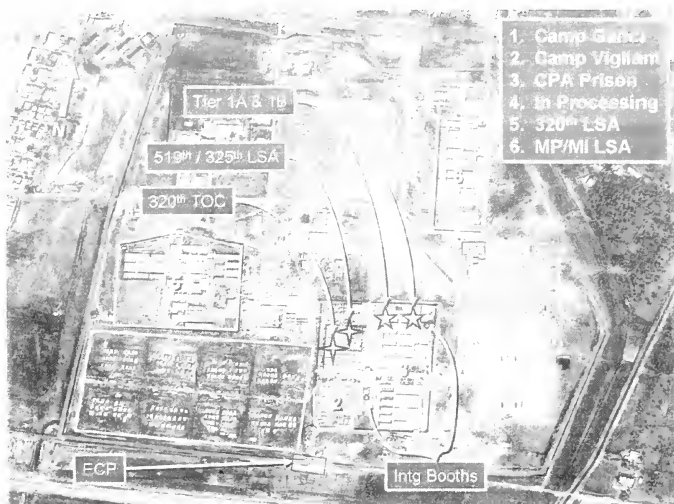 1. Camp Ganci
2. Camp Vigilant
3. CPA Prison
4. In Processing
5. 320th LSA
6. MP/MI LSA
Tier 1A & 1B
519th / 325th LSA
320th TOC
N
2
ECP
Intg Booths